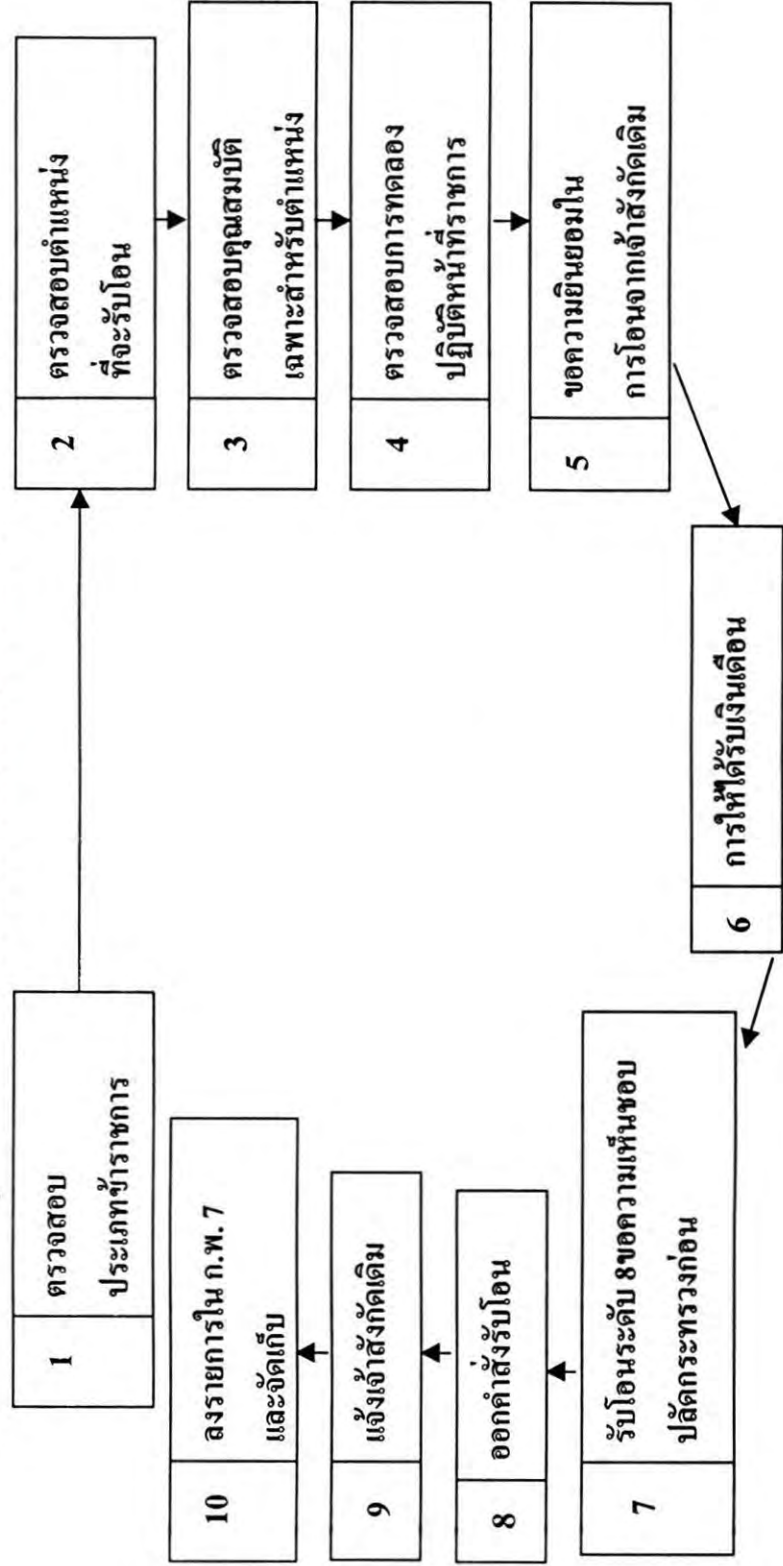 1
ตรวจสอบ
ประเภทข้าราชการ
2
ตรวจสอบตำแหน่ง
ที่จะรับโอน
3
ตรวจสอบคุณสมบัติ
เฉพาะสำหรับตำแหน่ง
4
ตรวจสอบการทดลอง
ปฏิบัติหน้าที่ราชการ
5
ขอความยินยอมใน
การโอนจากเจ้าสังกัดเดิม
6
การให้ได้รับเงินเดือน
7
รับโอนระดับ 8ขอความเห็นชอบ
ปลัดกระทรวงก่อน
8
ออกคำสั่งรับโอน
9
แจ้งเจ้าสังกัดเดิม
10
ลงรายการใน ก.พ. 7
และจัดเก็บ